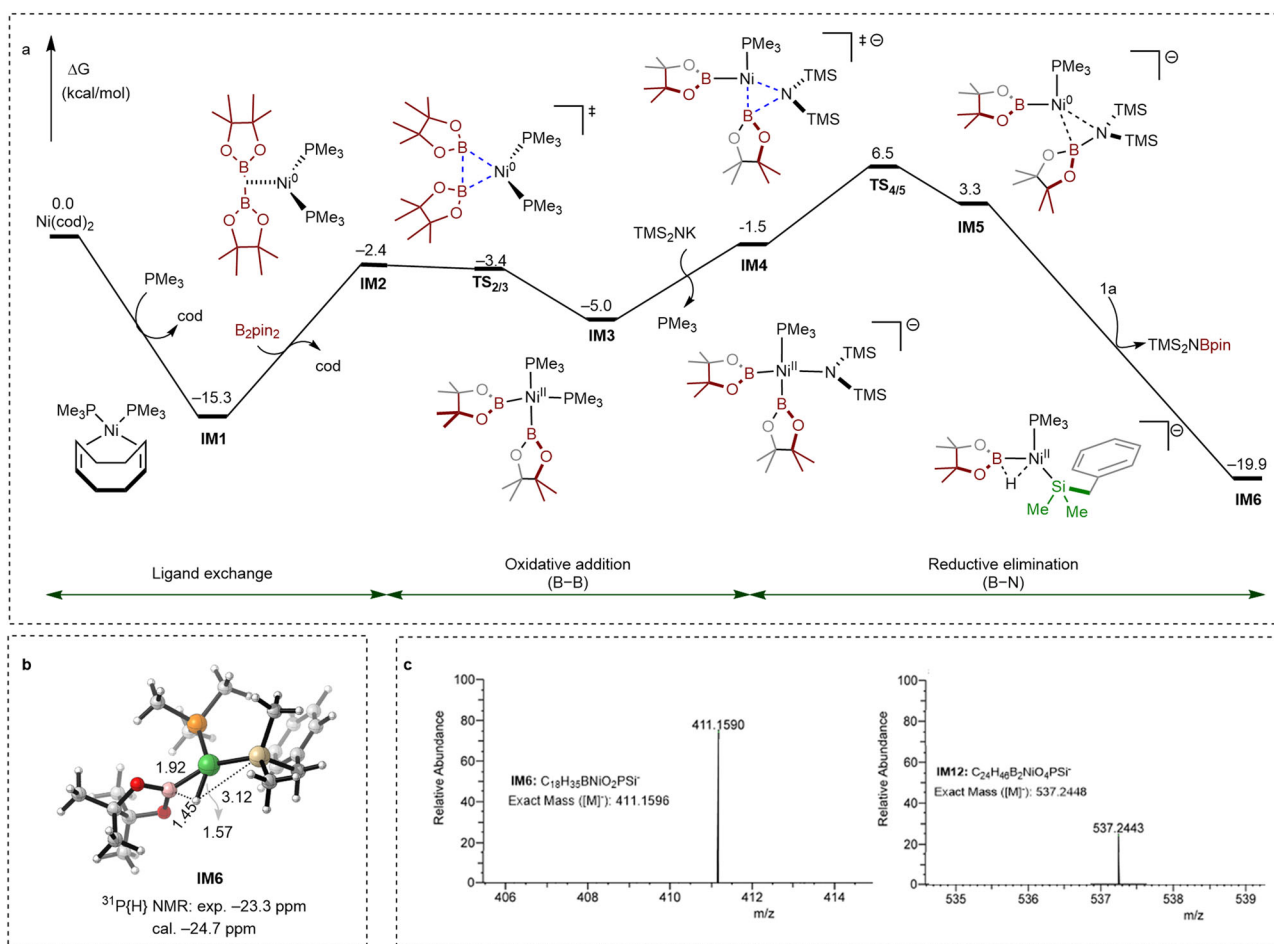 a
ΔG
(kcal/mol)
0.0
Ni(cod)2
PMe3
cod
Me3P PMe3
Ni
–15.3
IM1
B2pin2
cod
O O
B
B
O O
Ni0
PMe3
PMe3
–2.4
IM2
‡
O
B
O
O
B
O
Ni0
PMe3
PMe3
–3.4
TS2/3
–5.0
IM3
PMe3
O
B NiII PMe3
O
B
O O
TMS2NK
PMe3
-1.5
IM4
⊖
PMe3
O TMS
B NiII N
O TMS
B
O O
‡ ⊖
PMe3
O TMS
B Ni N
O TMS
B
O O
6.5
TS4/5
⊖
PMe3
O TMS
B Ni0 N
O TMS
B
O O
3.3
IM5
1a
TMS2NBpin
⊖
PMe3
O
B NiII
O
H
Si
Me Me
–19.9
IM6
Ligand exchange
Oxidative addition
(B−B)
Reductive elimination
(B−N)
b
1.92
3.12
1.45
1.57
IM6
31P{H} NMR: exp. –23.3 ppm
cal. –24.7 ppm
c
Relative Abundance
100
80
60
40
20
0
411.1590
IM6: C18H35BNiO2PSi-
Exact Mass ([M]-): 411.1596
406 408 410 412 414
m/z
Relative Abundance
100
80
60
40
20
0
IM12: C24H46B2NiO4PSi-
Exact Mass ([M]-): 537.2448
537.2443
535 536 537 538 539
m/z